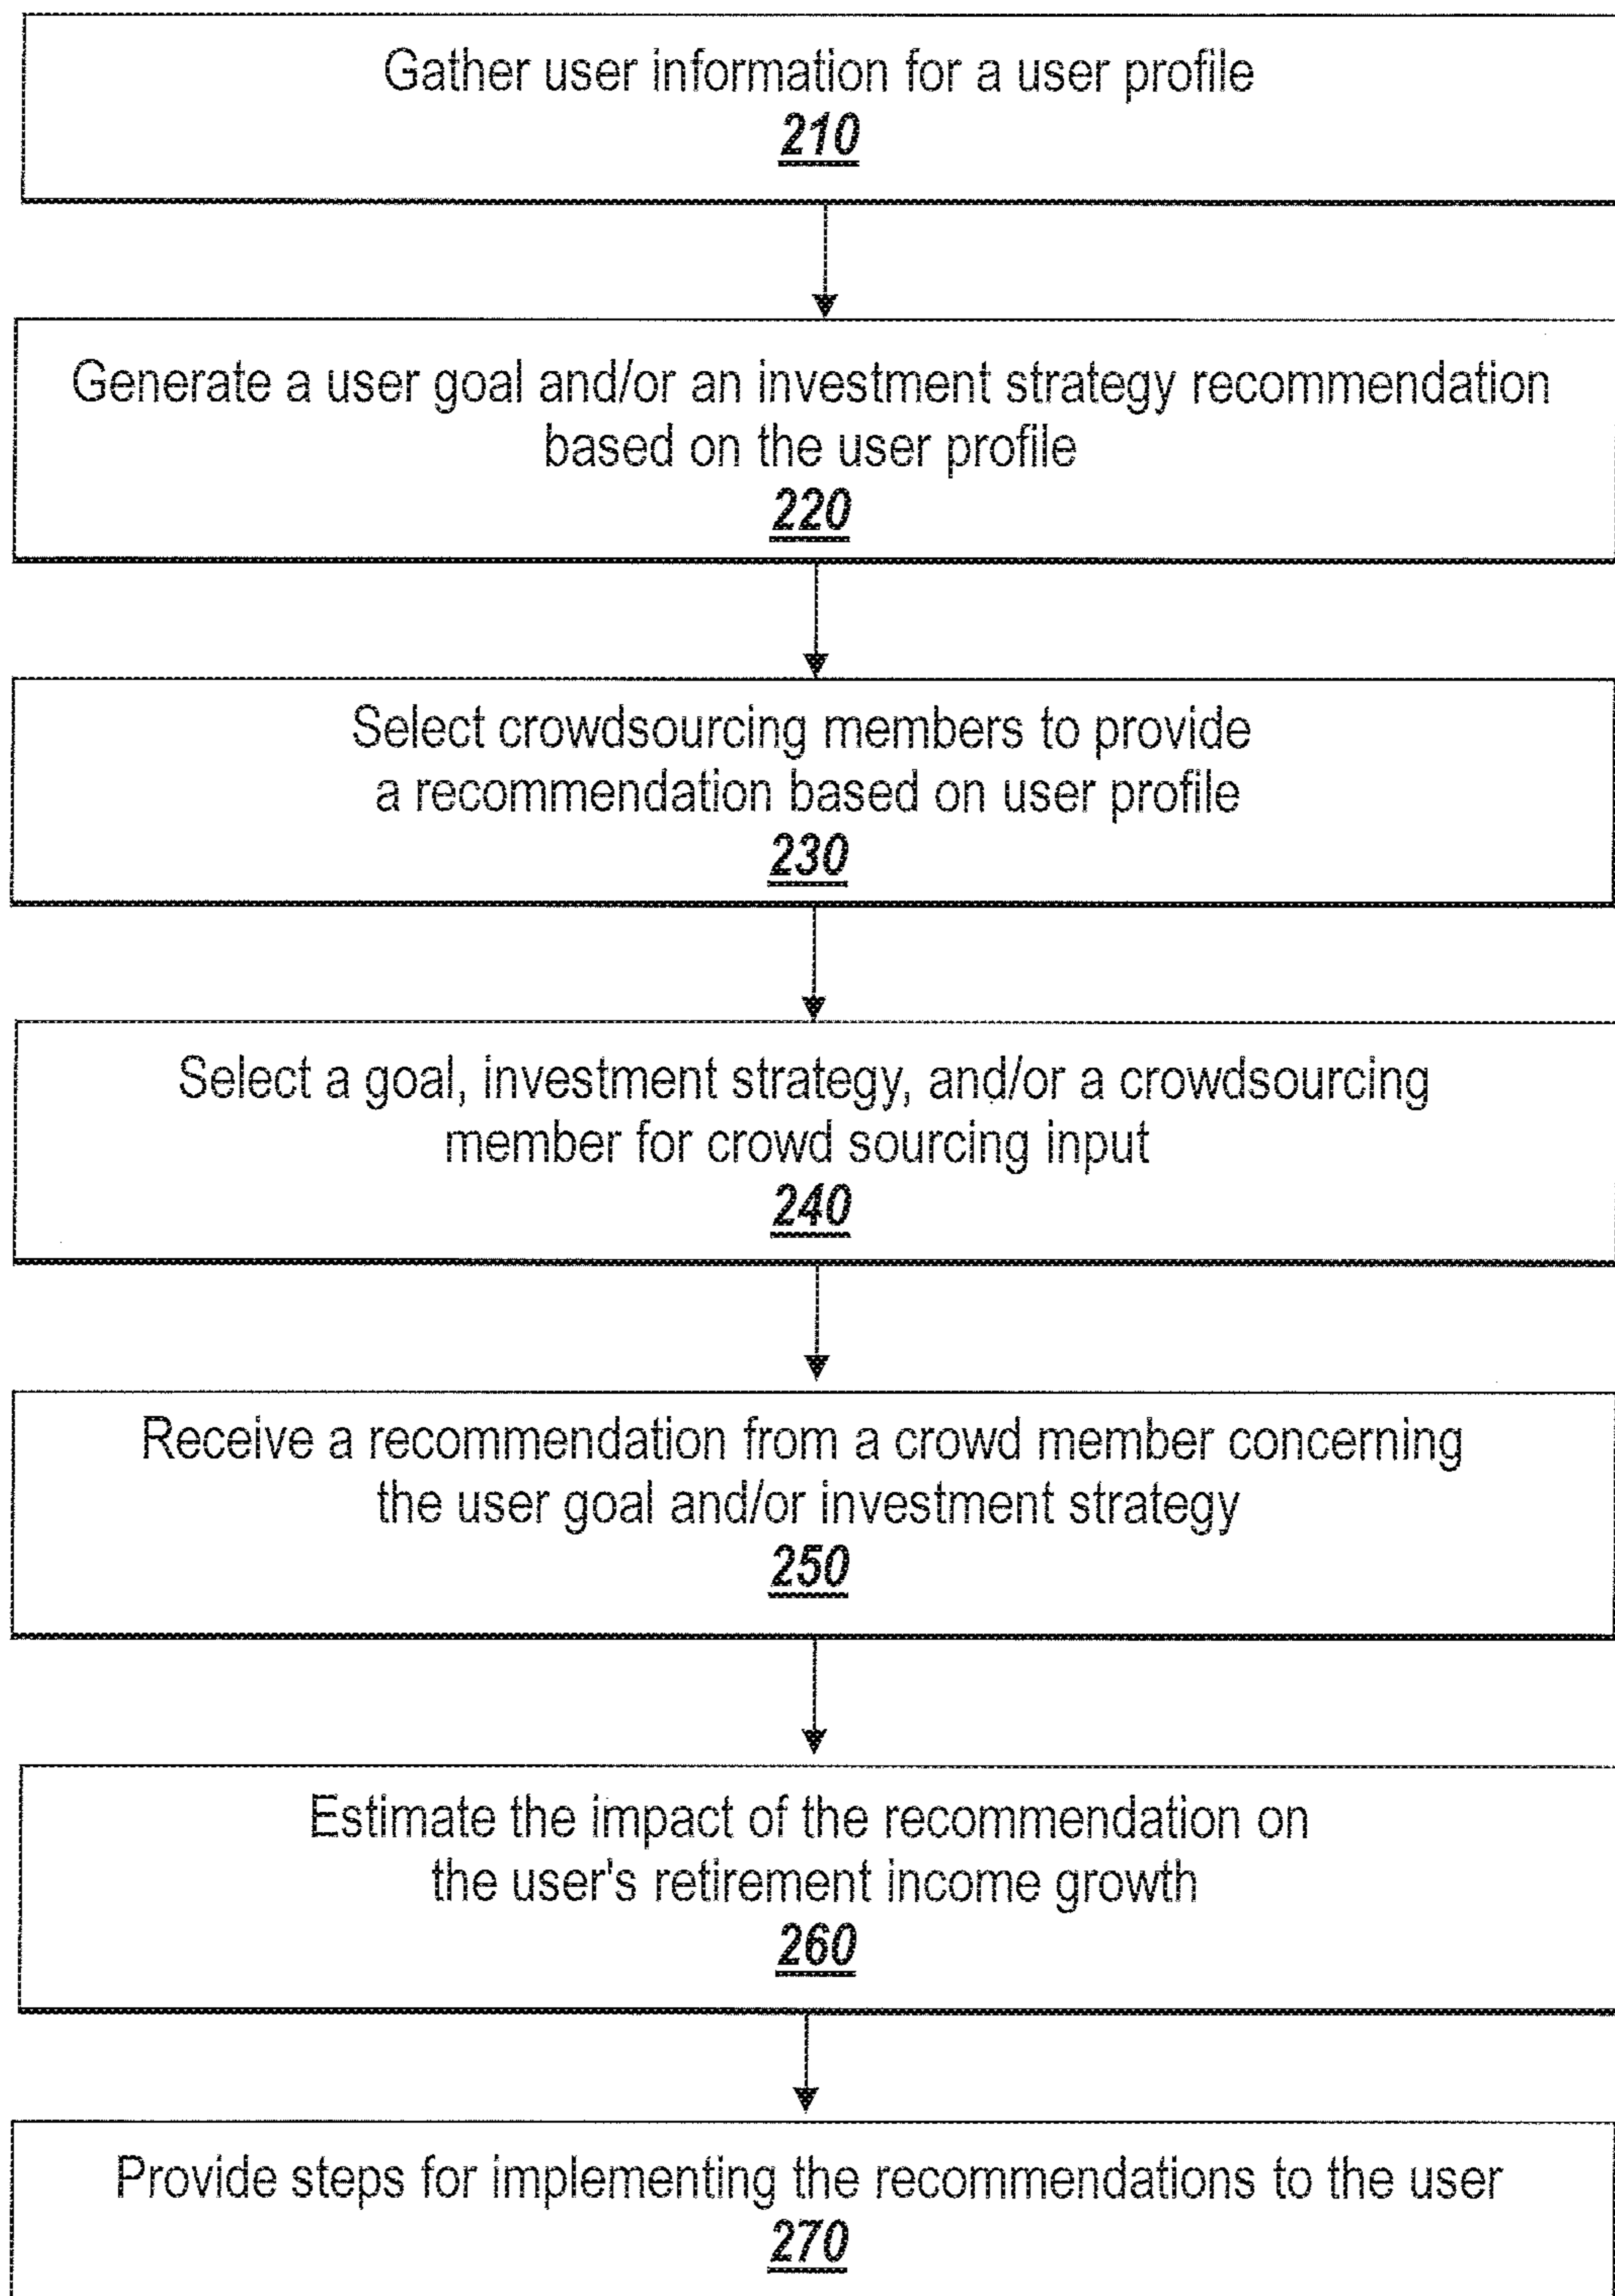 Gather user information for a user profile
210
Generate a user goal and/or an investment strategy recommendation
based on the user profile
220
Select crowdsourcing members to provide
a recommendation based on user profile
230
Select a goal, investment strategy, and/or a crowdsourcing
member for crowd sourcing input
240
Receive a recommendation from a crowd member concerning
the user goal and/or investment strategy
250
Estimate the impact of the recommendation on
the user's retirement income growth
260
Provide steps for implementing the recommendations to the user
270